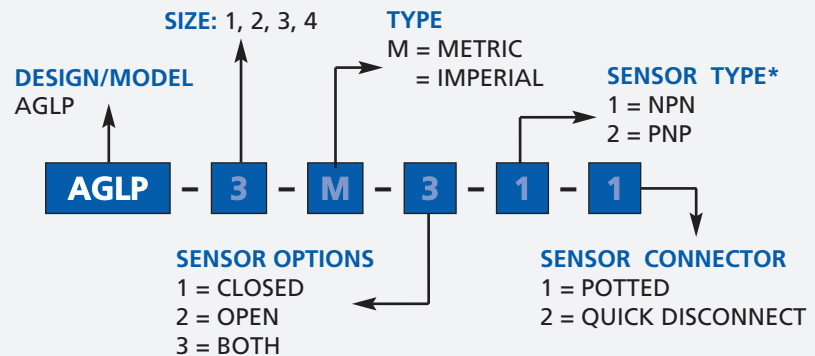 SIZE: 1, 2, 3, 4
TYPE
M = METRIC
= IMPERIAL
DESIGN/MODEL
AGLP
SENSOR TYPE*
1 = NPN
2 = PNP
AGLP - 3 - M - 3 - 1 - 1
SENSOR OPTIONS
1 = CLOSED
2 = OPEN
3 = BOTH
SENSOR CONNECTOR
1 = POTTED
2 = QUICK DISCONNECT